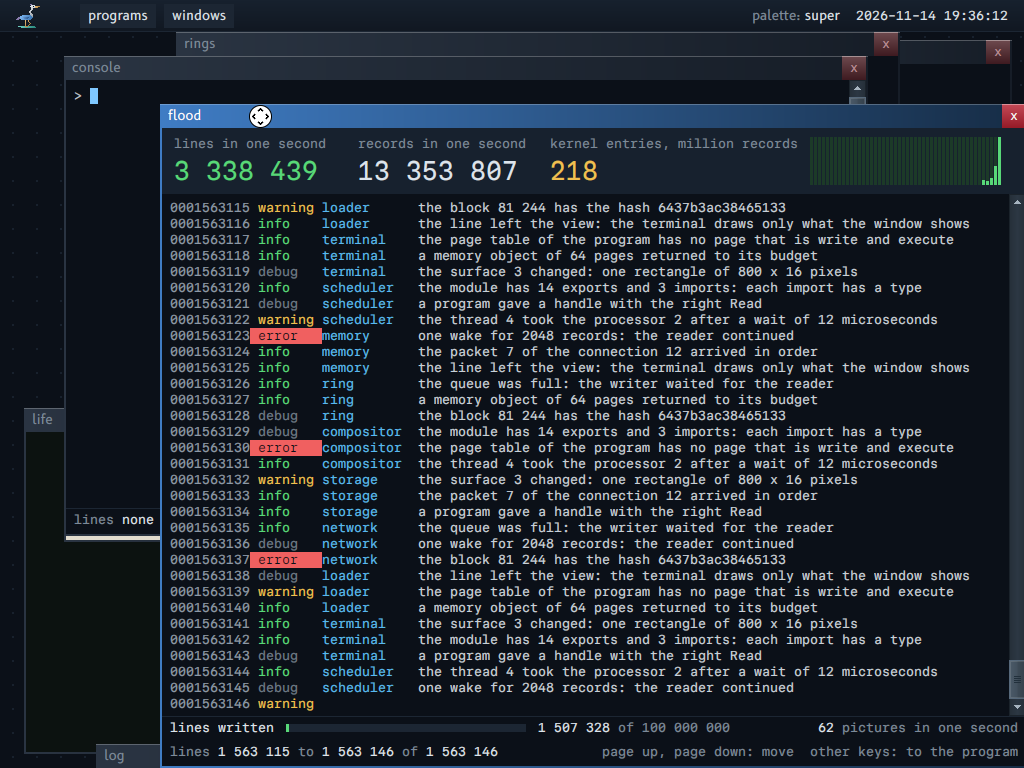 programs windows palette: super 2026-11-14 19:36:12
rings x
x
console x
>
flood x
lines in one second records in one second kernel entries, million records
3 338 439 13 353 807 218
0001563115 warning loader the block 81 244 has the hash 6437b3ac38465133
0001563116 info loader the line left the view: the terminal draws only what the window shows
0001563117 info terminal the page table of the program has no page that is write and execute
0001563118 info terminal a memory object of 64 pages returned to its budget
0001563119 debug terminal the surface 3 changed: one rectangle of 800 x 16 pixels
0001563120 info scheduler the module has 14 exports and 3 imports: each import has a type
0001563121 debug scheduler a program gave a handle with the right Read
0001563122 warning scheduler the thread 4 took the processor 2 after a wait of 12 microseconds
0001563123 error memory one wake for 2048 records: the reader continued
0001563124 info memory the packet 7 of the connection 12 arrived in order
0001563125 info memory the line left the view: the terminal draws only what the window shows
0001563126 info ring the queue was full: the writer waited for the reader
0001563127 info ring a memory object of 64 pages returned to its budget
0001563128 debug ring the block 81 244 has the hash 6437b3ac38465133
0001563129 debug compositor the module has 14 exports and 3 imports: each import has a type
0001563130 error compositor the page table of the program has no page that is write and execute
0001563131 info compositor the thread 4 took the processor 2 after a wait of 12 microseconds
0001563132 warning storage the surface 3 changed: one rectangle of 800 x 16 pixels
0001563133 info storage the packet 7 of the connection 12 arrived in order
0001563134 info storage a program gave a handle with the right Read
0001563135 info network the queue was full: the writer waited for the reader
0001563136 debug network one wake for 2048 records: the reader continued
0001563137 error network the block 81 244 has the hash 6437b3ac38465133
0001563138 debug loader the line left the view: the terminal draws only what the window shows
0001563139 warning loader the page table of the program has no page that is write and execute
0001563140 info loader a memory object of 64 pages returned to its budget
0001563141 info terminal the surface 3 changed: one rectangle of 800 x 16 pixels
0001563142 info terminal the module has 14 exports and 3 imports: each import has a type
0001563143 debug terminal a program gave a handle with the right Read
0001563144 info scheduler the thread 4 took the processor 2 after a wait of 12 microseconds
0001563145 debug scheduler one wake for 2048 records: the reader continued
0001563146 warning
lines written 1 507 328 of 100 000 000 62 pictures in one second
lines 1 563 115 to 1 563 146 of 1 563 146 page up, page down: move other keys: to the program
life
lines none
log